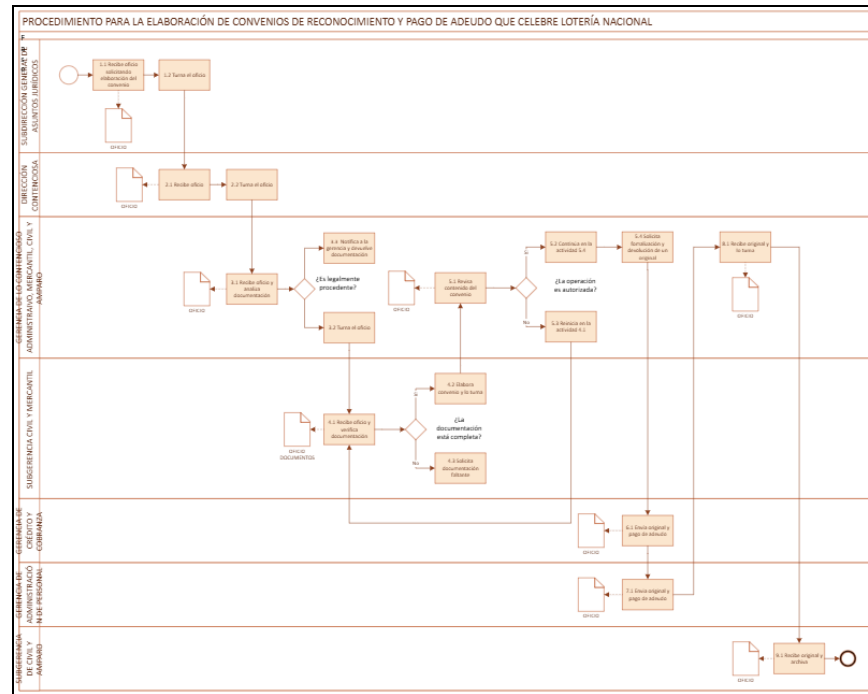 PROCEDIMIENTO PARA LA ELABORACIÓN DE CONVENIOS DE RECONOCIMIENTO Y PAGO DE ADEUDO QUE CELEBRE LOTERÍA NACIONAL
SUBDIRECCIÓN GENERAL DE
ASUNTOS JURÍDICOS
1.1 Recibe oficio
solicitando
elaboración del
convenio
1.2 Turna el oficio
OFICIO
DIRECCIÓN
CONTENCIOSA
OFICIO
2.1 Recibe oficio
2.2 Turna el oficio
GERENCIA DE LO CONTENCIOSO
ADMINISTRAIVO, MERCANTIL, CIVIL Y
AMPARO
OFICIO
3.1 Recibe oficio y
analiza documentación
¿Es legalmente
procedente?
Notifica a la
gerencia y devuelve
documentación
3.2 Turna el oficio
OFICIO
5.1 Revisa
contenido del
convenio
¿La operación
es autorizada?
Si
5.2 Continúa en la
actividad 5.4
No
5.3 Reinicia en la
actividad 4.1
5.4 Solicita
formalización y
devolución de un
original
8.1 Recibe original y
lo turna
OFICIO
SUBGERENCIA CIVIL Y MERCANTIL
OFICIO
DOCUMENTOS
4.1 Recibe oficio y
verifica
documentación
¿La
documentación
está completa?
Si
4.2 Elabora
convenio y lo turna
No
4.3 Solicita
documentación
faltante
GERENCIA DE
CRÉDITO Y
COBRANZA
OFICIO
6.1 Envía original y
pago de adeudo
GERENCIA DE
ADMINISTRACIÓ
N DE PERSONAL
OFICIO
7.1 Envía original y
pago de adeudo
SUBGERENCIA
DE CIVIL Y
AMPARO
OFICIO
9.1 Recibe original y
archiva